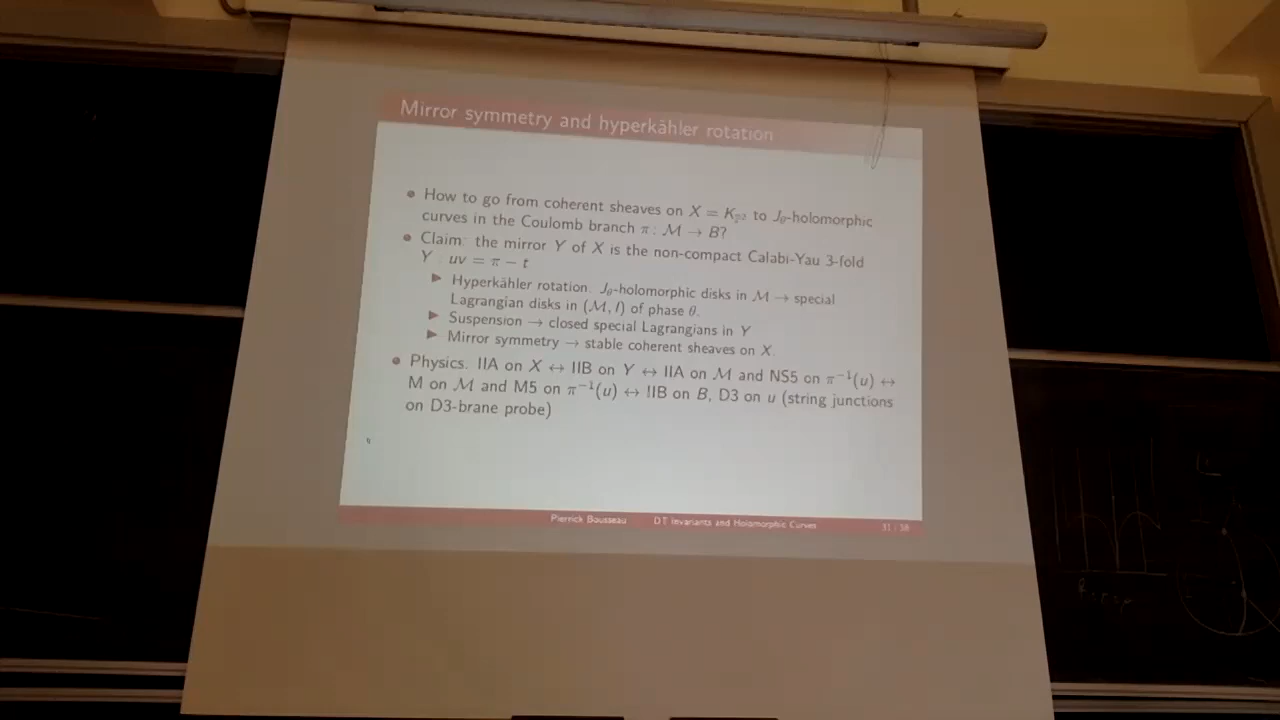 Mirror symmetry and hyperkähler rotation
• How to go from coherent sheaves on X = K_{ℙ²} to J_θ-holomorphic
curves in the Coulomb branch π : ℳ → B?
• Claim: the mirror Y of X is the non-compact Calabi-Yau 3-fold
Y : uv = π − t
▶ Hyperkähler rotation. J_θ-holomorphic disks in ℳ → special
Lagrangian disks in (ℳ, I) of phase θ.
▶ Suspension → closed special Lagrangians in Y
▶ Mirror symmetry → stable coherent sheaves on X.
• Physics. IIA on X ↔ IIB on Y ↔ IIA on ℳ and NS5 on π⁻¹(u) ↔
M on ℳ and M5 on π⁻¹(u) ↔ IIB on B, D3 on u (string junctions
on D3-brane probe)
Pierrick Bousseau DT Invariants and Holomorphic Curves 31 / 38